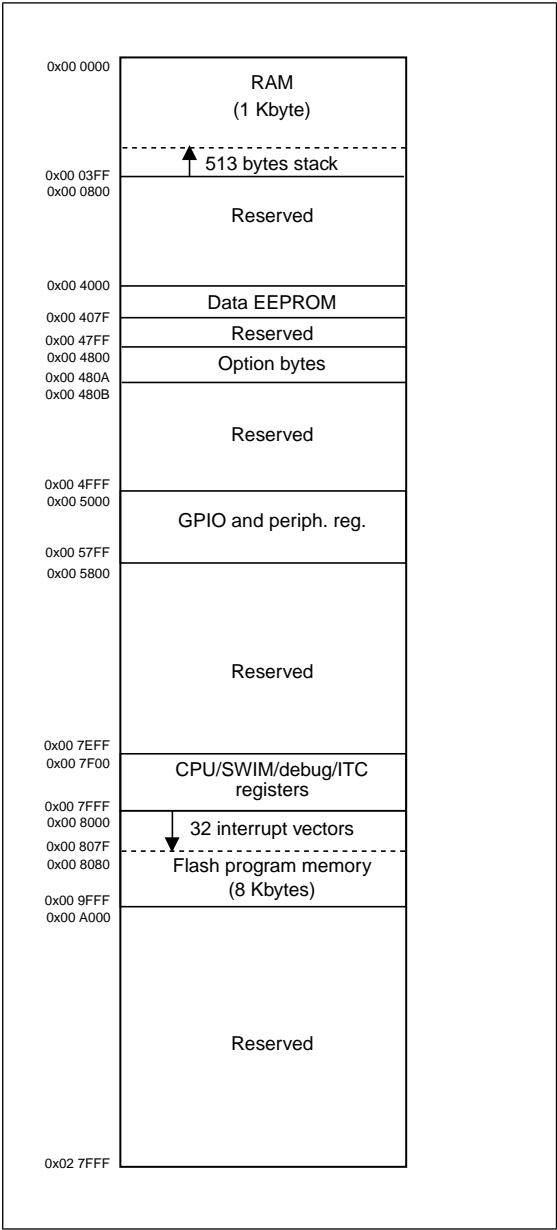 0x00 0000
RAM
(1 Kbyte)
513 bytes stack
0x00 03FF
0x00 0800
Reserved
0x00 4000
Data EEPROM
0x00 407F
Reserved
0x00 47FF
0x00 4800
Option bytes
0x00 480A
0x00 480B
Reserved
0x00 4FFF
0x00 5000
GPIO and periph. reg.
0x00 57FF
0x00 5800
Reserved
0x00 7EFF
0x00 7F00
CPU/SWIM/debug/ITC
registers
0x00 7FFF
0x00 8000
32 interrupt vectors
0x00 807F
0x00 8080
Flash program memory
(8 Kbytes)
0x00 9FFF
0x00 A000
Reserved
0x02 7FFF